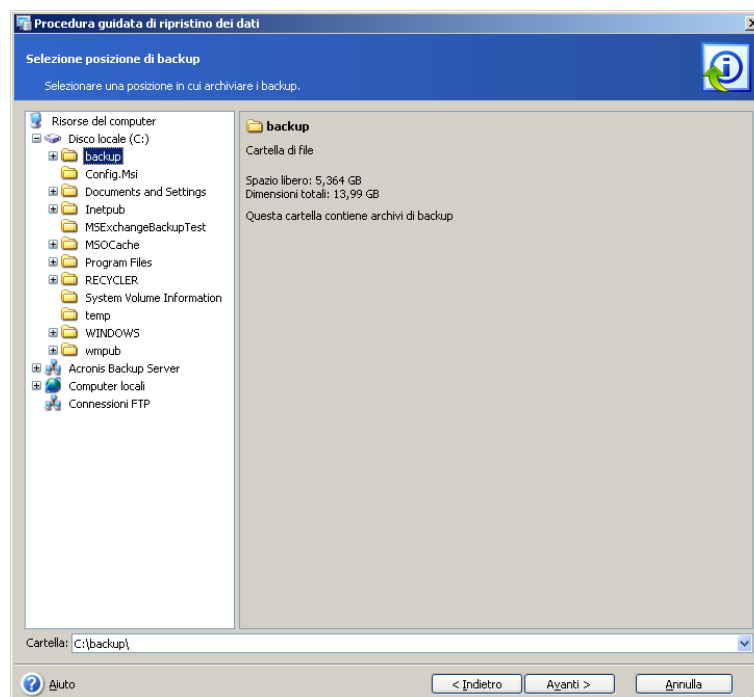 Procedura guidata di ripristino dei dati
Selezione posizione di backup
Selezionare una posizione in cui archiviare i backup.
Risorse del computer
Disco locale (C:)
backup
Config.Msi
Documents and Settings
Inetpub
MSExchangeBackupTest
MSOCache
Program Files
RECYCLER
System Volume Information
temp
WINDOWS
wmpub
Acronis Backup Server
Computer locali
Connessioni FTP
backup
Cartella di file
Spazio libero: 5,364 GB
Dimensioni totali: 13,99 GB
Questa cartella contiene archivi di backup
Cartella: C:\backup\
Aiuto
< Indietro
Avanti >
Annulla